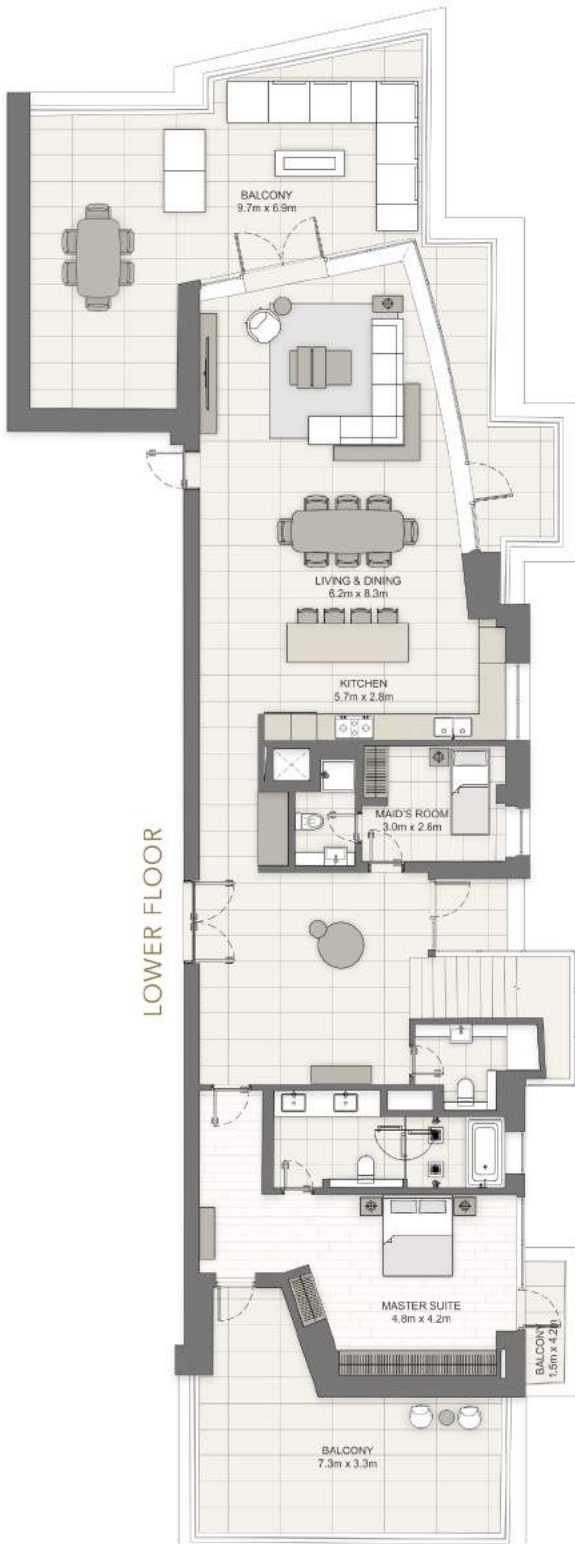 BALCONY
9.7m x 6.9m
LIVING & DINING
6.2m x 8.3m
KITCHEN
5.7m x 2.8m
MAID'S ROOM
3.0m x 2.6m
LOWER FLOOR
MASTER SUITE
4.8m x 4.2m
BALCONY
1.5m x 4.2m
BALCONY
7.3m x 3.3m